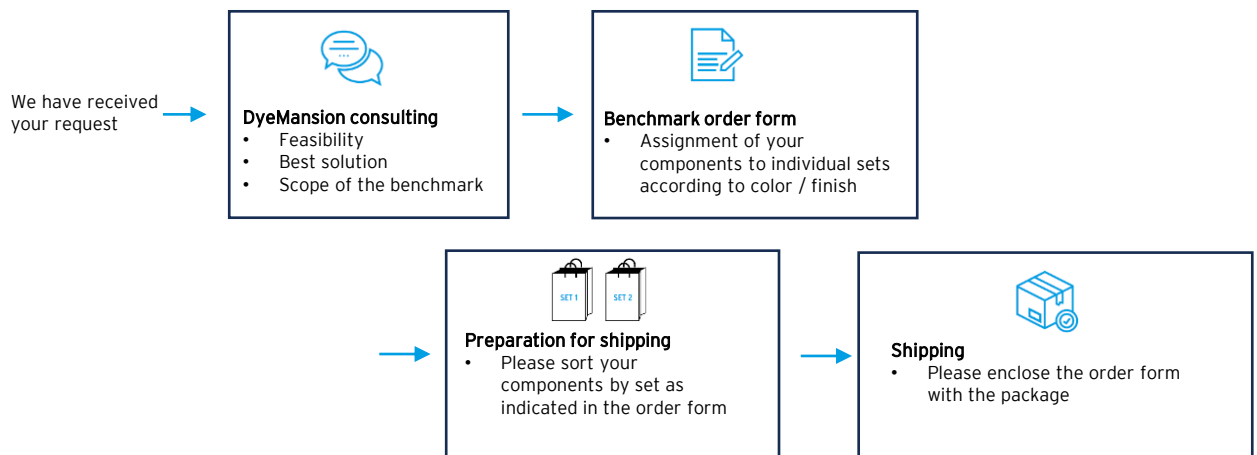 We have received
your request
DyeMansion consulting
• Feasibility
• Best solution
• Scope of the benchmark
Benchmark order form
• Assignment of your
components to individual sets
according to color / finish
SET 1
SET 2
Preparation for shipping
• Please sort your
components by set as
indicated in the order form
Shipping
• Please enclose the order form
with the package